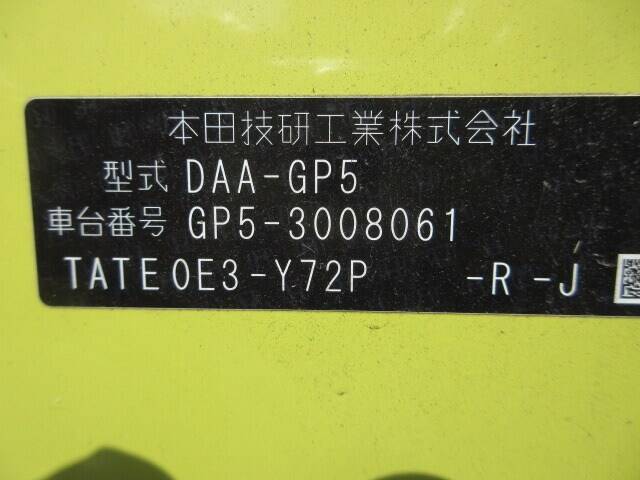 本田技研工業株式会社
型式 DAA-GP5
車台番号 GP5-3008061
TATE0E3-Y72P -R -J